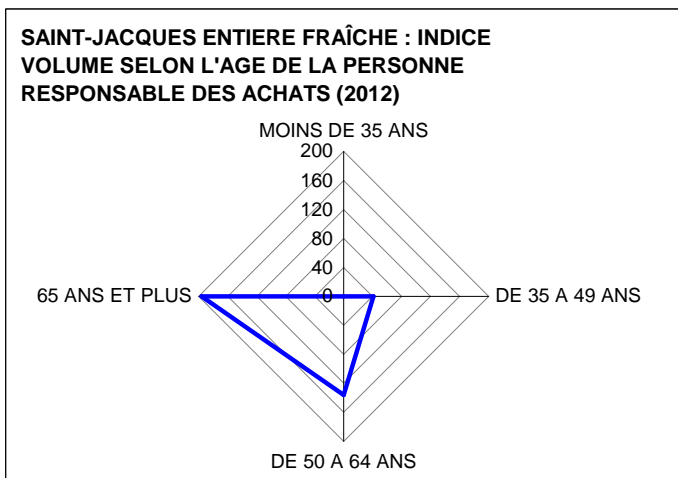 SAINT-JACQUES ENTIERE FRAÎCHE : INDICE
VOLUME SELON L'AGE DE LA PERSONNE
RESPONSABLE DES ACHATS (2012)
MOINS DE 35 ANS
200
160
120
80
40
0
65 ANS ET PLUS
DE 35 A 49 ANS
DE 50 A 64 ANS